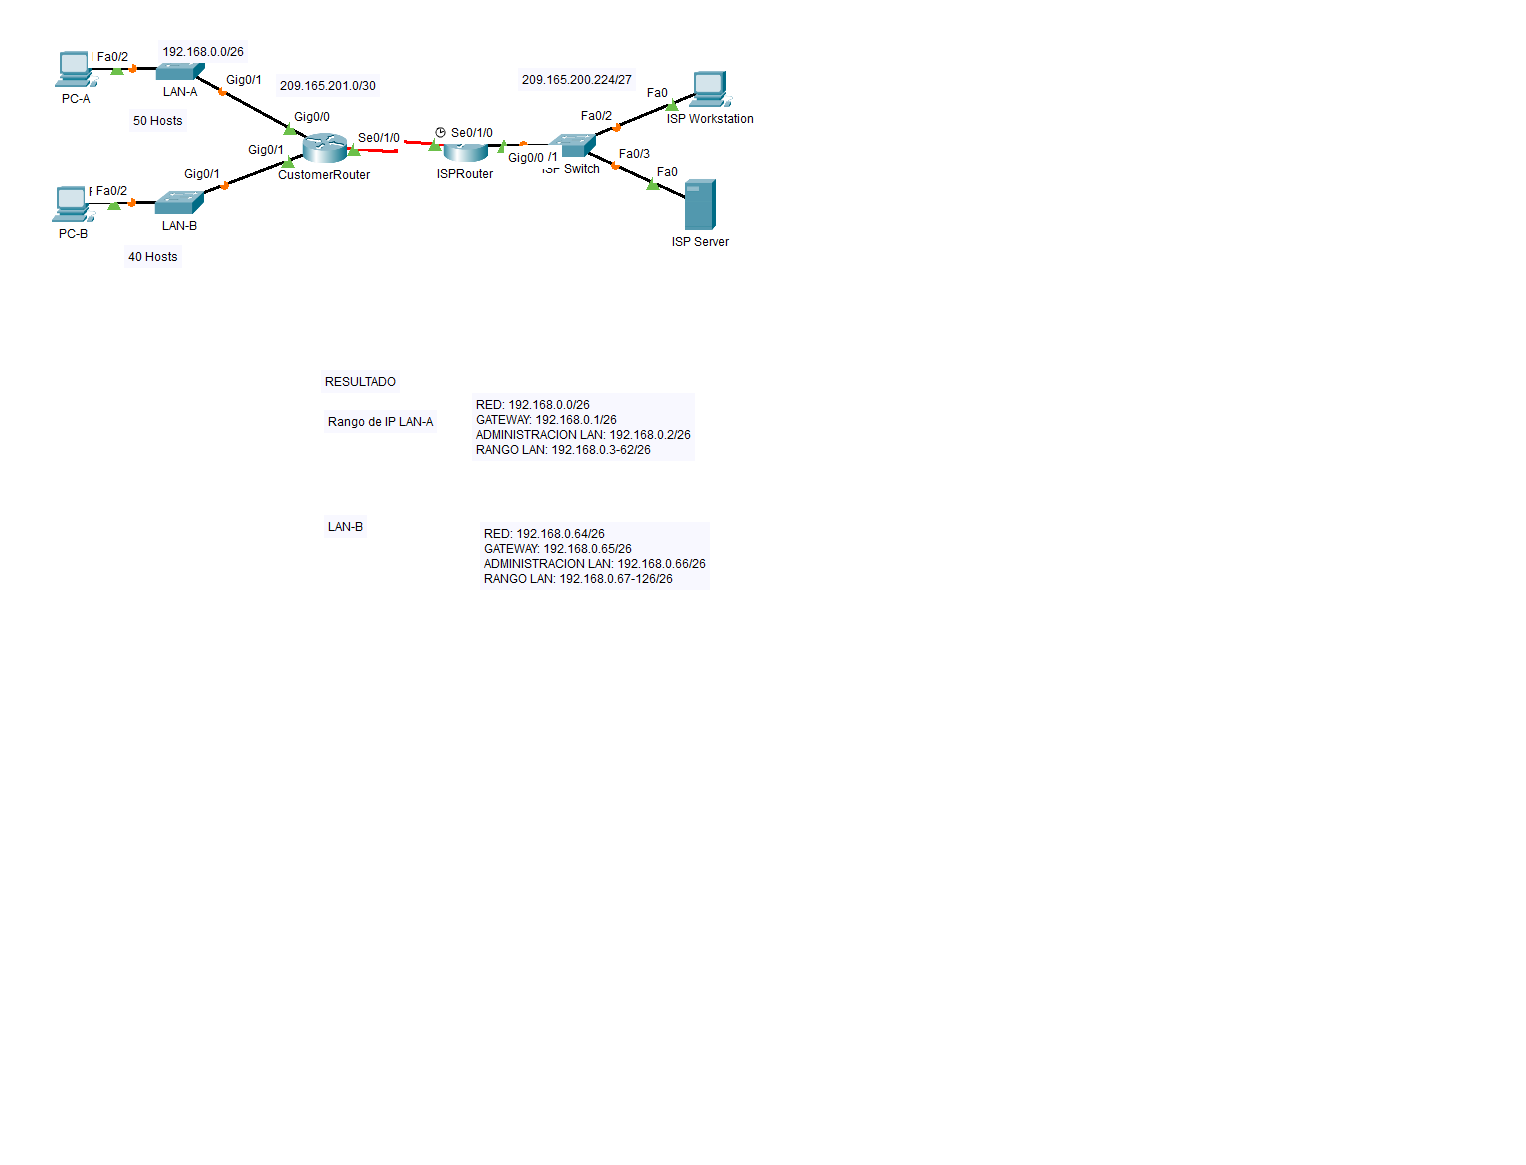 192.168.0.0/26
Fa0/2
Gig0/1
PC-A
LAN-A
50 Hosts
209.165.201.0/30
Gig0/0
Se0/1/0
Gig0/1
CustomerRouter
Gig0/1
Fa0/2
PC-B
LAN-B
40 Hosts
209.165.200.224/27
Se0/1/0
ISPRouter
Gig0/0
/1
Fa0/2
Fa0
ISP Workstation
Fa0/3
ISP Switch
Fa0
ISP Server
RESULTADO
Rango de IP LAN-A
RED: 192.168.0.0/26
GATEWAY: 192.168.0.1/26
ADMINISTRACION LAN: 192.168.0.2/26
RANGO LAN: 192.168.0.3-62/26
LAN-B
RED: 192.168.0.64/26
GATEWAY: 192.168.0.65/26
ADMINISTRACION LAN: 192.168.0.66/26
RANGO LAN: 192.168.0.67-126/26